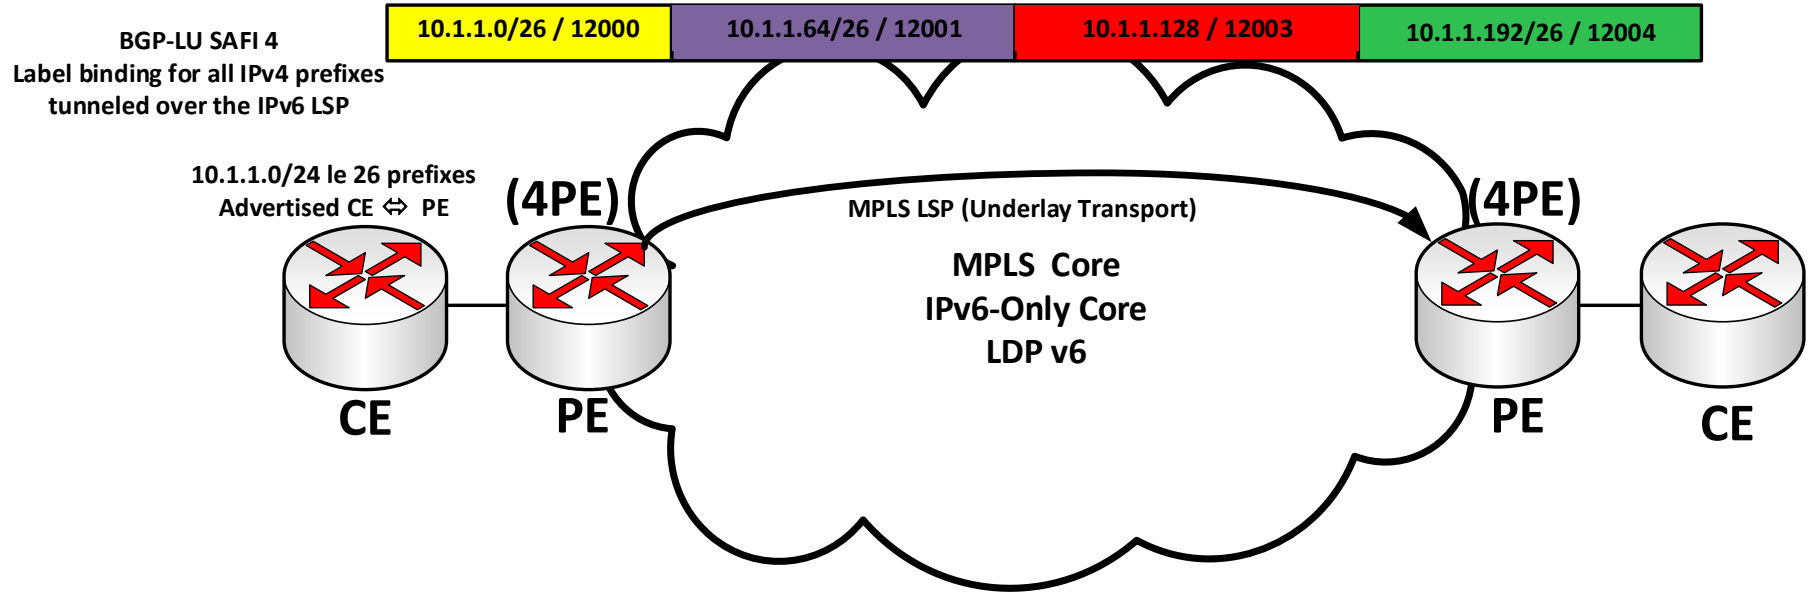 10.1.1.0/26 / 12000
10.1.1.64/26 / 12001
10.1.1.128 / 12003
10.1.1.192/26 / 12004
BGP-LU SAFI 4
Label binding for all IPv4 prefixes
tunneled over the IPv6 LSP
10.1.1.0/24 le 26 prefixes
Advertised CE ⇔ PE
(4PE)
(4PE)
MPLS LSP (Underlay Transport)
MPLS Core
IPv6-Only Core
LDP v6
CE
PE
PE
CE